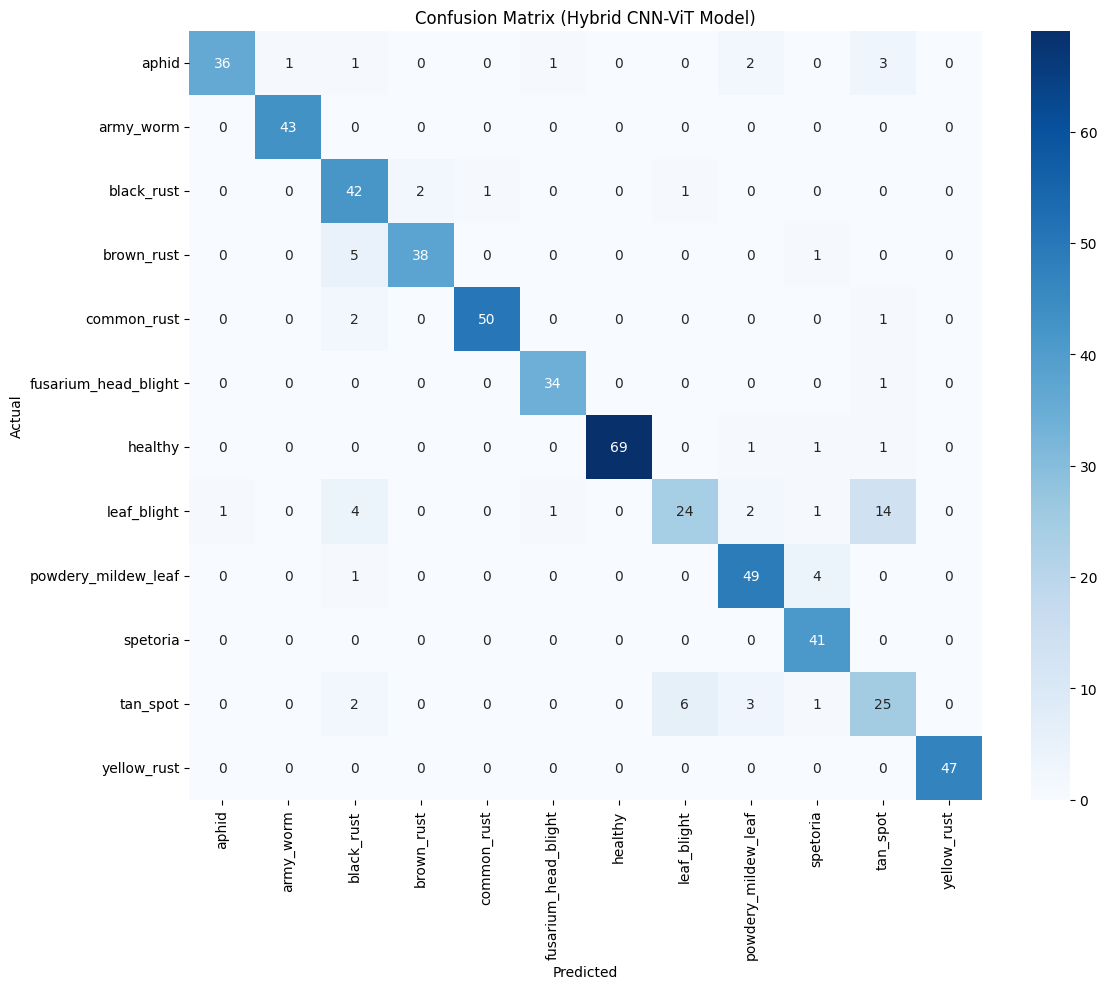 Confusion Matrix (Hybrid CNN-ViT Model)
aphid 36 1 1 0 0 1 0 0 2 0 3 0
army_worm 0 43 0 0 0 0 0 0 0 0 0 0
black_rust 0 0 42 2 1 0 0 1 0 0 0 0
brown_rust 0 0 5 38 0 0 0 0 0 1 0 0
common_rust 0 0 2 0 50 0 0 0 0 0 1 0
fusarium_head_blight 0 0 0 0 0 34 0 0 0 0 1 0
healthy 0 0 0 0 0 0 69 0 1 1 1 0
leaf_blight 1 0 4 0 0 1 0 24 2 1 14 0
powdery_mildew_leaf 0 0 1 0 0 0 0 0 49 4 0 0
spetoria 0 0 0 0 0 0 0 0 0 41 0 0
tan_spot 0 0 2 0 0 0 0 6 3 1 25 0
yellow_rust 0 0 0 0 0 0 0 0 0 0 0 47
Actual
aphid
army_worm
black_rust
brown_rust
common_rust
fusarium_head_blight
healthy
leaf_blight
powdery_mildew_leaf
spetoria
tan_spot
yellow_rust
Predicted
60
50
40
30
20
10
0